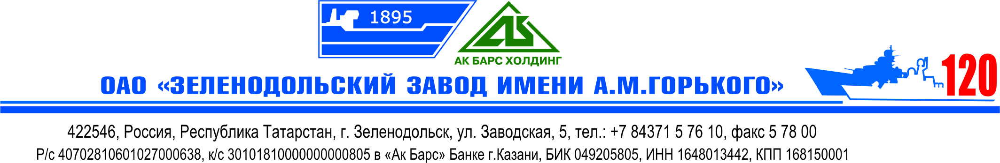 1895
АК БАРС ХОЛДИНГ
ОАО «ЗЕЛЕНОДОЛЬСКИЙ ЗАВОД ИМЕНИ А.М.ГОРЬКОГО»
120
422546, Россия, Республика Татарстан, г. Зеленодольск, ул. Заводская, 5, тел.: +7 84371 5 76 10, факс 5 78 00
Р/с 40702810601027000638, к/с 30101810000000000805 в «Ак Барс» Банке г.Казани, БИК 049205805, ИНН 1648013442, КПП 168150001